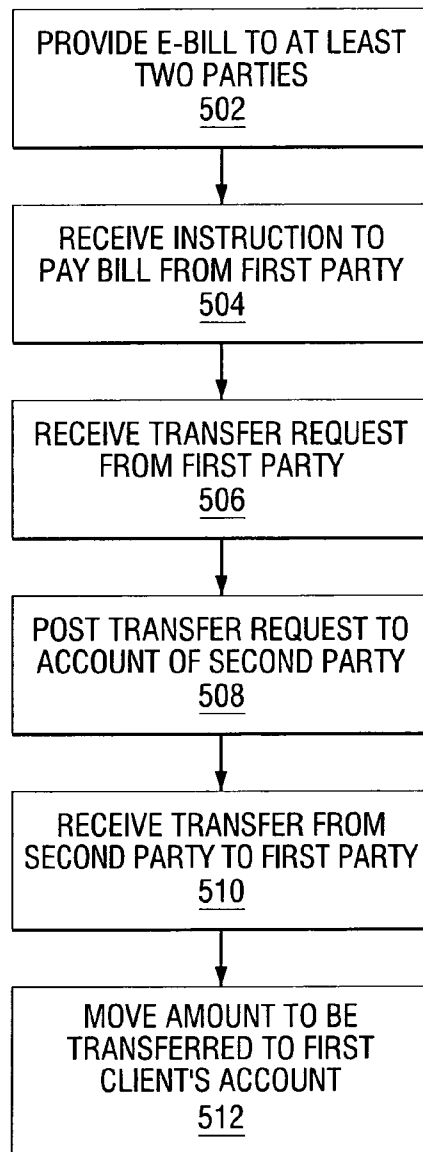 PROVIDE E-BILL TO AT LEAST
TWO PARTIES
502
RECEIVE INSTRUCTION TO
PAY BILL FROM FIRST PARTY
504
RECEIVE TRANSFER REQUEST
FROM FIRST PARTY
506
POST TRANSFER REQUEST TO
ACCOUNT OF SECOND PARTY
508
RECEIVE TRANSFER FROM
SECOND PARTY TO FIRST PARTY
510
MOVE AMOUNT TO BE
TRANSFERRED TO FIRST
CLIENT'S ACCOUNT
512